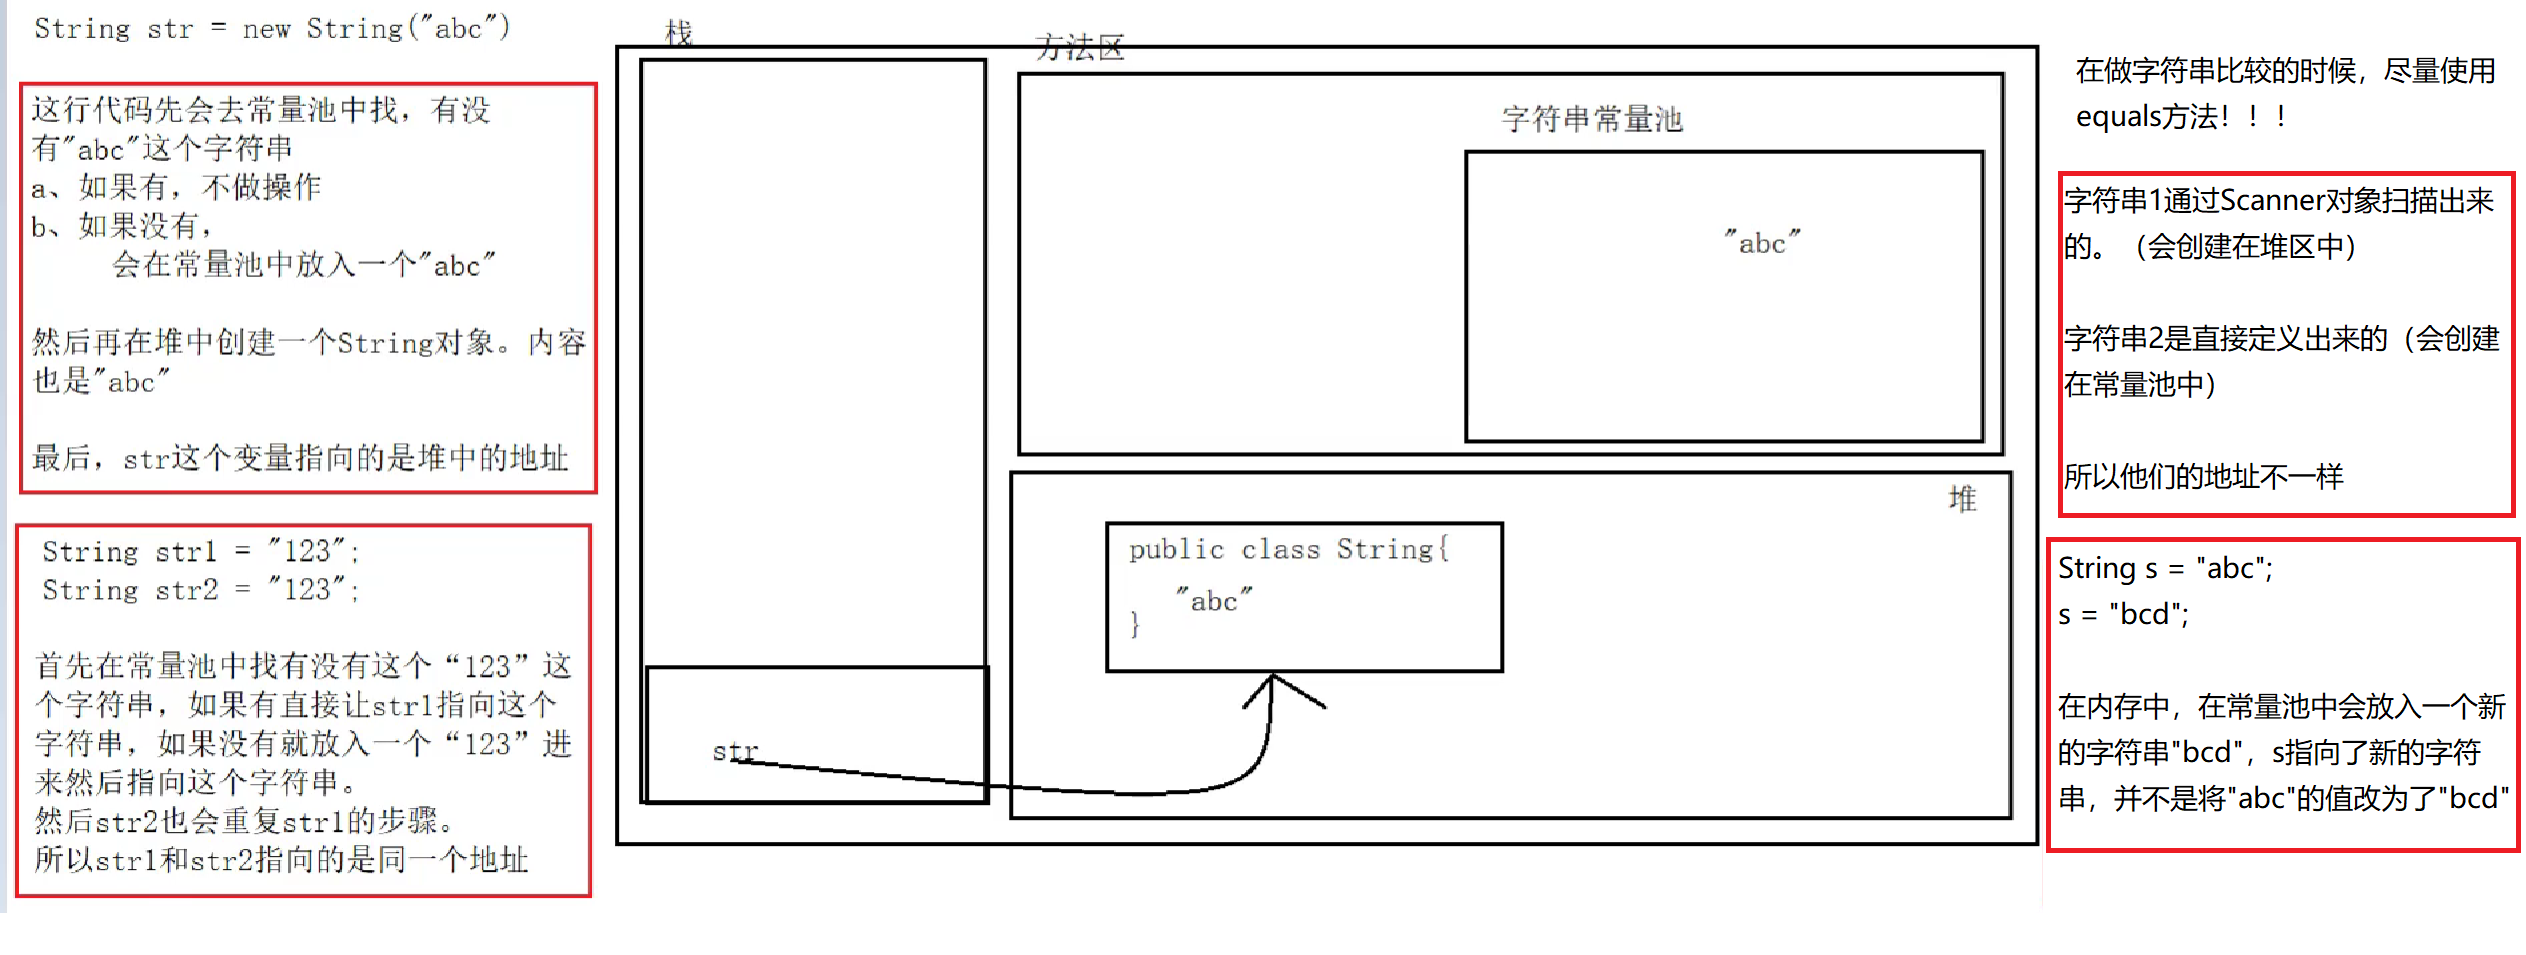 String str = new String("abc")
这行代码先会去常量池中找，有没
有"abc"这个字符串
a、如果有，不做操作
b、如果没有，
会在常量池中放入一个"abc"
然后再在堆中创建一个String对象。内容
也是"abc"
最后，str这个变量指向的是堆中的地址
String str1 = "123";
String str2 = "123";
首先在常量池中找有没有这个“123”这
个字符串，如果有直接让str1指向这个
字符串，如果没有就放入一个“123”进
来然后指向这个字符串。
然后str2也会重复str1的步骤。
所以str1和str2指向的是同一个地址
栈
str
方法区
字符串常量池
"abc"
堆
public class String{
"abc"
}
在做字符串比较的时候，尽量使用
equals方法！！！
字符串1通过Scanner对象扫描出来
的。（会创建在堆区中）
字符串2是直接定义出来的（会创建
在常量池中）
所以他们的地址不一样
String s = "abc";
s = "bcd";
在内存中，在常量池中会放入一个新
的字符串"bcd"，s指向了新的字符
串，并不是将"abc"的值改为了"bcd"